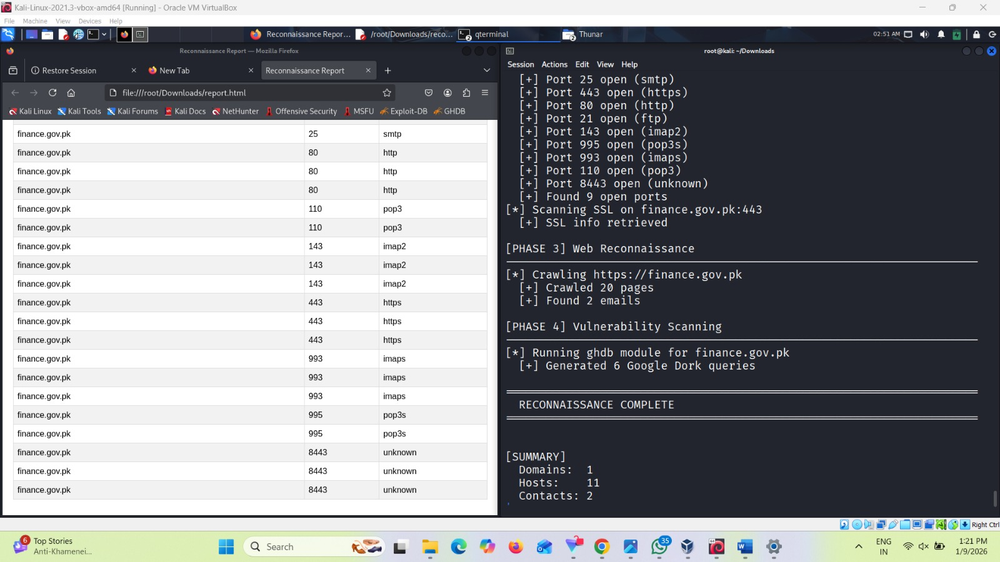 Kali-Linux-2021.3-vbox-amd64 [Running] - Oracle VM VirtualBox
File Machine View Devices Help
Reconnaissance Repor... /root/Downloads/reco... qterminal Thunar 02:51 AM
Reconnaissance Report — Mozilla Firefox
Restore Session New Tab Reconnaissance Report
file:///root/Downloads/report.html
Kali Linux Kali Tools Kali Forums Kali Docs NetHunter Offensive Security MSFU Exploit-DB GHDB
finance.gov.pk 25 smtp
finance.gov.pk 80 http
finance.gov.pk 80 http
finance.gov.pk 80 http
finance.gov.pk 110 pop3
finance.gov.pk 110 pop3
finance.gov.pk 143 imap2
finance.gov.pk 143 imap2
finance.gov.pk 143 imap2
finance.gov.pk 443 https
finance.gov.pk 443 https
finance.gov.pk 443 https
finance.gov.pk 993 imaps
finance.gov.pk 993 imaps
finance.gov.pk 993 imaps
finance.gov.pk 995 pop3s
finance.gov.pk 995 pop3s
finance.gov.pk 8443 unknown
finance.gov.pk 8443 unknown
finance.gov.pk 8443 unknown
root@kali: ~/Downloads
Session Actions Edit View Help
[+] Port 25 open (smtp)
[+] Port 443 open (https)
[+] Port 80 open (http)
[+] Port 21 open (ftp)
[+] Port 143 open (imap2)
[+] Port 995 open (pop3s)
[+] Port 993 open (imaps)
[+] Port 110 open (pop3)
[+] Port 8443 open (unknown)
[+] Found 9 open ports
[*] Scanning SSL on finance.gov.pk:443
[+] SSL info retrieved
[PHASE 3] Web Reconnaissance
[*] Crawling https://finance.gov.pk
[+] Crawled 20 pages
[+] Found 2 emails
[PHASE 4] Vulnerability Scanning
[*] Running ghdb module for finance.gov.pk
[+] Generated 6 Google Dork queries
RECONNAISSANCE COMPLETE
[SUMMARY]
Domains: 1
Hosts: 11
Contacts: 2
Right Ctrl
6 Top Stories
Anti-Khamenei...
Search
35
ENG
IN
1:21 PM
1/9/2026